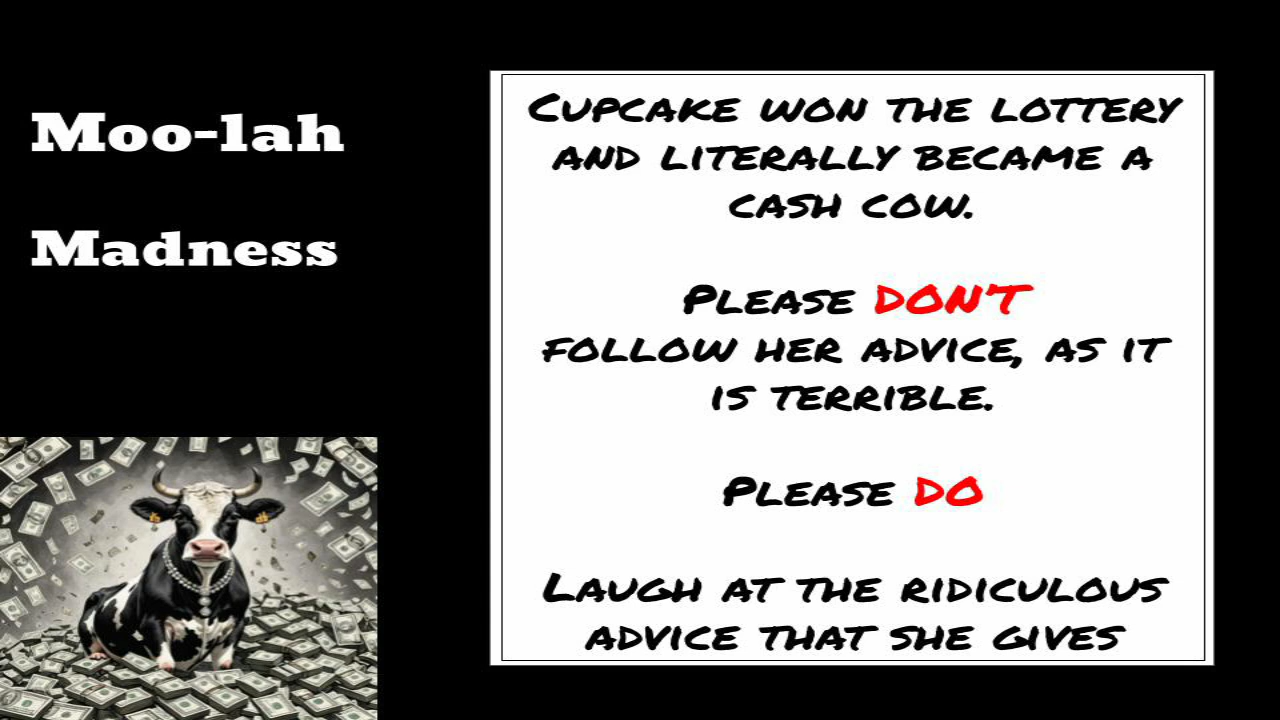 Moo-lah
Madness
Cupcake won the lottery
and literally became a
cash cow.
Please DON'T
follow her advice, as it
is terrible.
Please DO
Laugh at the ridiculous
advice that she gives